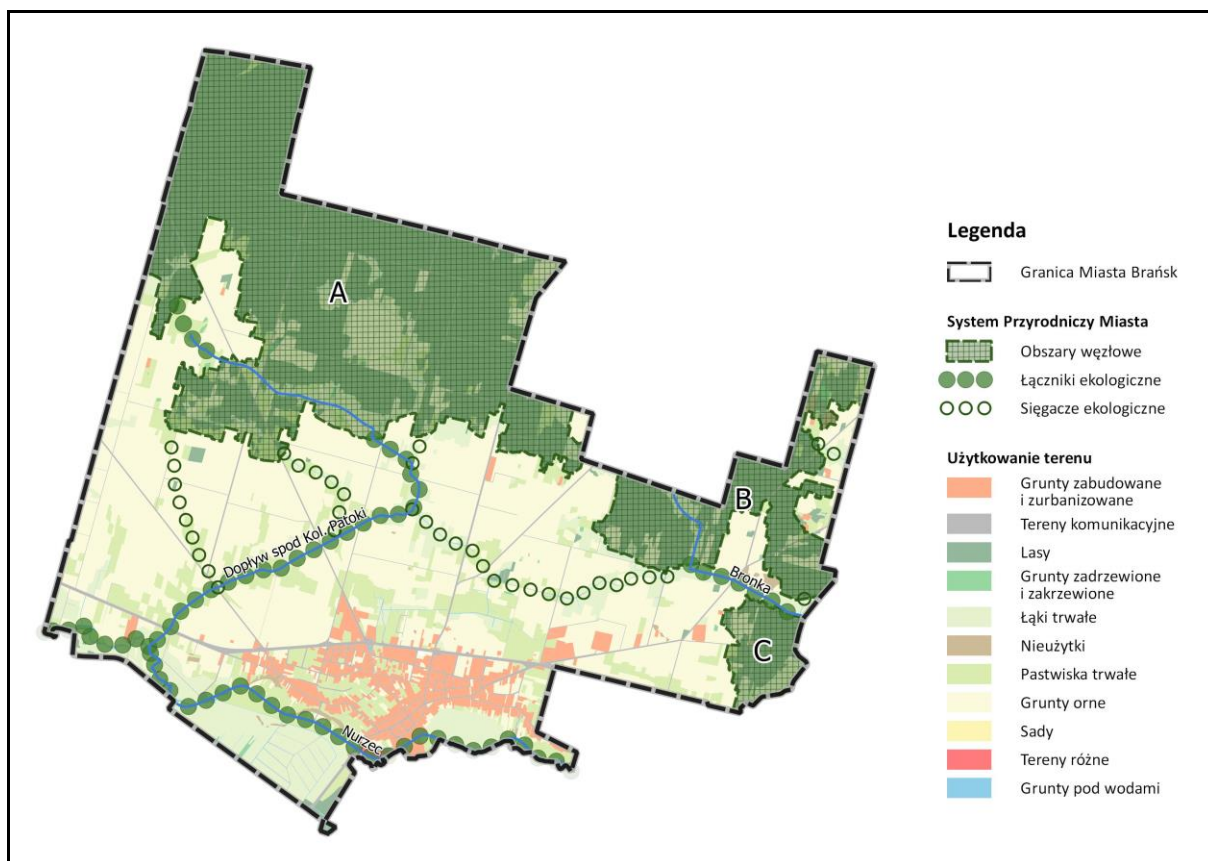 A
B
C
Dopływ spod Kol. Patoki
Bronka
Nurzec
Legenda
Granica Miasta Brańsk
System Przyrodniczy Miasta
Obszary węzłowe
Łączniki ekologiczne
Sięgacze ekologiczne
Użytkowanie terenu
Grunty zabudowane
i zurbanizowane
Tereny komunikacyjne
Lasy
Grunty zadrzewione
i zakrzewione
Łąki trwałe
Nieużytki
Pastwiska trwałe
Grunty orne
Sady
Tereny różne
Grunty pod wodami